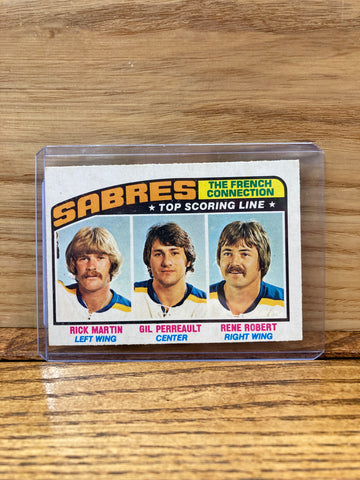 SABRES
THE FRENCH
CONNECTION
★ TOP SCORING LINE ★
RICK MARTIN GIL PERREAULT RENE ROBERT
LEFT WING CENTER RIGHT WING